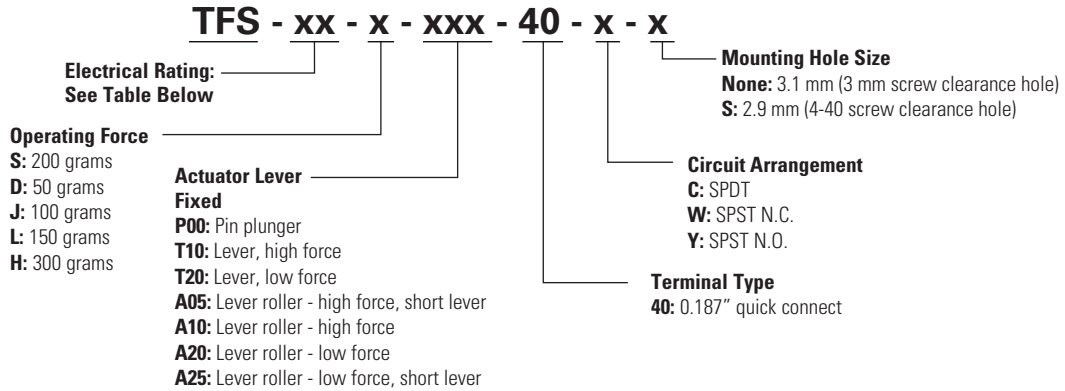 TFS - xx - x - xxx - 40 - x - x
Electrical Rating:
See Table Below
Operating Force
S: 200 grams
D: 50 grams
J: 100 grams
L: 150 grams
H: 300 grams
Actuator Lever
Fixed
P00: Pin plunger
T10: Lever, high force
T20: Lever, low force
A05: Lever roller - high force, short lever
A10: Lever roller - high force
A20: Lever roller - low force
A25: Lever roller - low force, short lever
Mounting Hole Size
None: 3.1 mm (3 mm screw clearance hole)
S: 2.9 mm (4-40 screw clearance hole)
Circuit Arrangement
C: SPDT
W: SPST N.C.
Y: SPST N.O.
Terminal Type
40: 0.187” quick connect